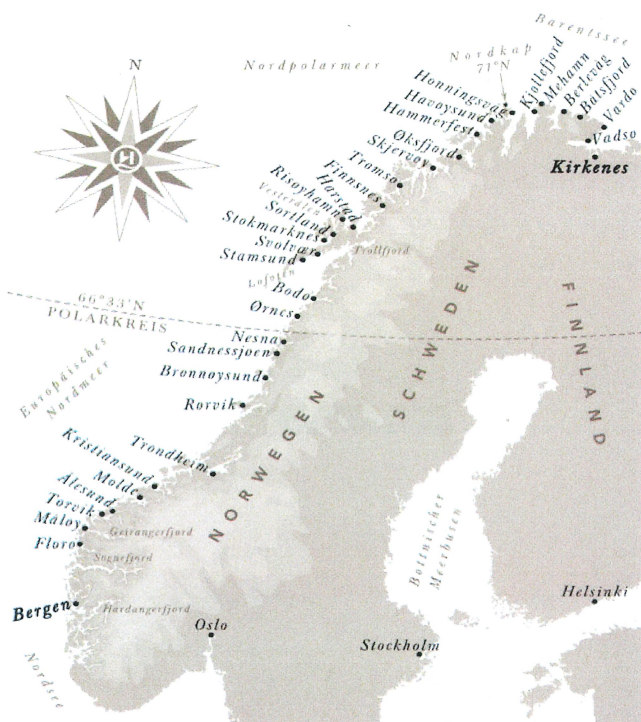 Barentssee
Nordkap
71°N
Nordpolarmeer
N
H
Kjøllefjord
Mehamn
Berlevåg
Båtsfjord
Vardø
Vadsø
Kirkenes
Honningsvåg
Havøysund
Hammerfest
Øksfjord
Skjervøy
Tromsø
Finnsnes
Harstad
Risøyhamn
Vesterålen
Sortland
Stokmarknes
Svolvær
Stamsund
Trollfjord
Lofoten
Bodø
66°33'N
POLARKREIS
Ørnes
Nesna
Sandnessjøen
Brønnøysund
Rørvik
Europäisches
Nordmeer
SCHWEDEN
FINNLAND
NORWEGEN
Trondheim
Kristiansund
Molde
Ålesund
Torvik
Måløy
Florø
Geirangerfjord
Sognefjord
Bergen
Hardangerfjord
Bottnischer
Meerbusen
Helsinki
Oslo
Stockholm
Nordsee